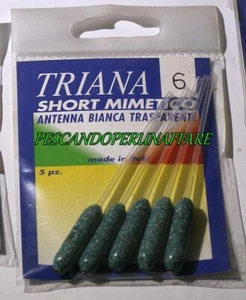 TRIANA
6
SHORT MIMETICO
ANTENNA BIANCA TRASPARENTE
PESCANDOPERUNAFFARE
made in Italy
5 pz.